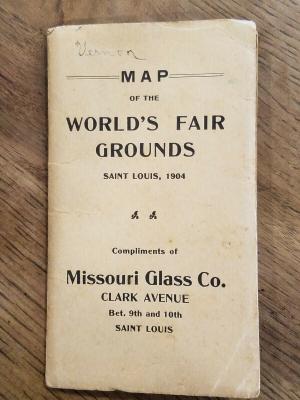 Vernon
MAP
OF THE
WORLD'S FAIR
GROUNDS
SAINT LOUIS, 1904
Compliments of
Missouri Glass Co.
CLARK AVENUE
Bet. 9th and 10th
SAINT LOUIS